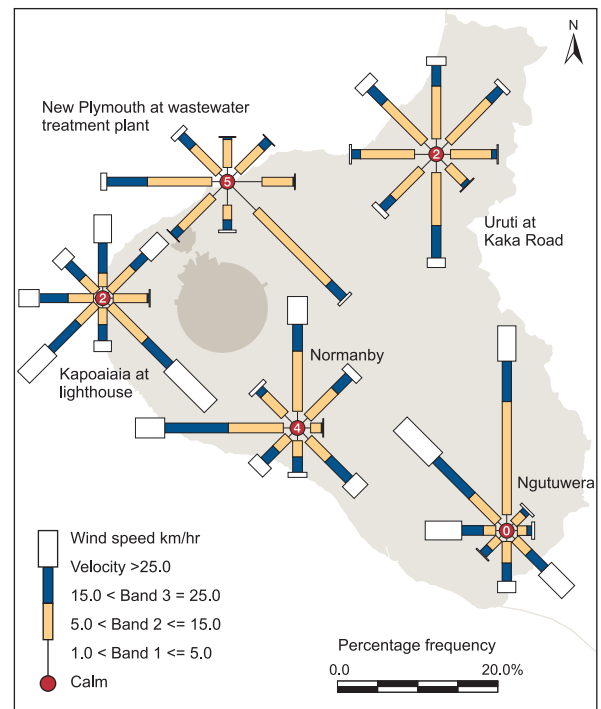 N
New Plymouth at wastewater
treatment plant
5
2
Uruti at
Kaka Road
2
Kapoaiaia at
lighthouse
Normanby
4
Ngutuwera
0
Wind speed km/hr
Velocity >25.0
15.0 < Band 3 = 25.0
5.0 < Band 2 <= 15.0
1.0 < Band 1 <= 5.0
Calm
Percentage frequency
0.0 20.0%